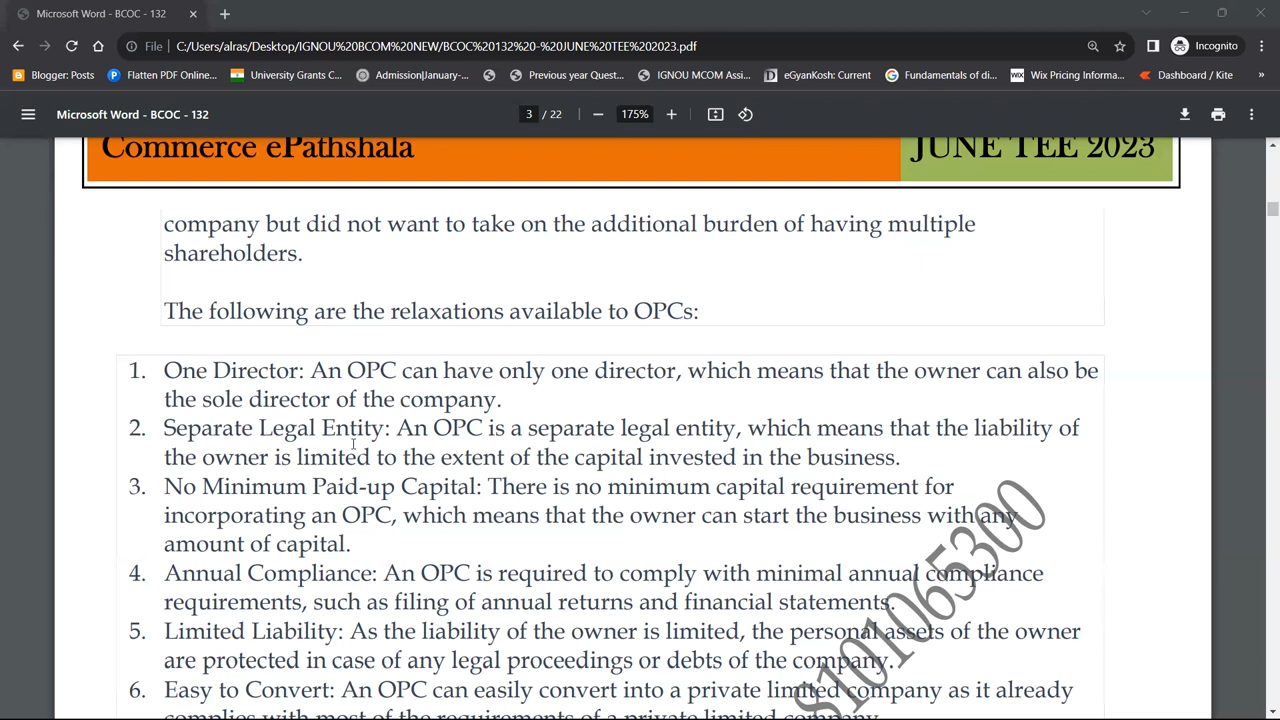 Microsoft Word - BCOC - 132
File C:/Users/alras/Desktop/IGNOU%20BCOM%20NEW/BCOC%20132%20-%20JUNE%20TEE%202023.pdf
Incognito
Blogger: Posts Flatten PDF Online... University Grants C... Admission|January-... Previous year Quest... IGNOU MCOM Assi... eGyanKosh: Current Fundamentals of di... Wix Pricing Informa... Dashboard / Kite »
Microsoft Word - BCOC - 132 3 / 22 175%
Commerce ePathshala JUNE TEE 2023
company but did not want to take on the additional burden of having multiple
shareholders.
The following are the relaxations available to OPCs:
1. One Director: An OPC can have only one director, which means that the owner can also be
the sole director of the company.
2. Separate Legal Entity: An OPC is a separate legal entity, which means that the liability of
the owner is limited to the extent of the capital invested in the business.
3. No Minimum Paid-up Capital: There is no minimum capital requirement for
incorporating an OPC, which means that the owner can start the business with any
amount of capital.
4. Annual Compliance: An OPC is required to comply with minimal annual compliance
requirements, such as filing of annual returns and financial statements.
5. Limited Liability: As the liability of the owner is limited, the personal assets of the owner
are protected in case of any legal proceedings or debts of the company.
6. Easy to Convert: An OPC can easily convert into a private limited company as it already
complies with most of the requirements of a private limited company.
8101065300